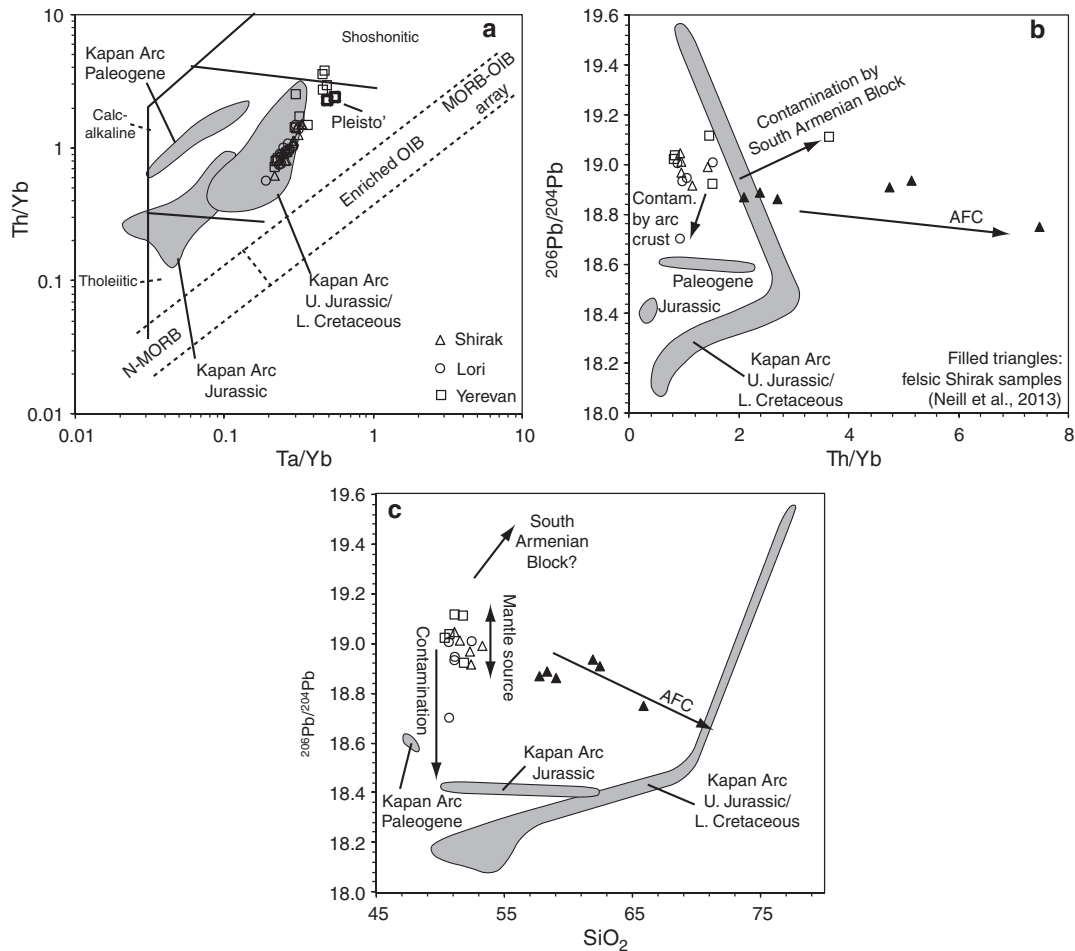 a
10
1
0.1
0.01
Th/Yb
0.01
0.1
1
10
Ta/Yb
Kapan Arc
Paleogene
Calc-
alkaline
Tholeiitic
Shoshonitic
MORB-OIB
array
Pleisto'
Enriched OIB
N-MORB
Kapan Arc
U. Jurassic/
L. Cretaceous
Kapan Arc
Jurassic
Shirak
Lori
Yerevan
b
19.6
19.4
19.2
19.0
18.8
18.6
18.4
18.2
18.0
206Pb/204Pb
0
2
4
6
8
Th/Yb
Contamination by
South Armenian Block
Contam.
by arc
crust
AFC
Paleogene
Jurassic
Kapan Arc
U. Jurassic/
L. Cretaceous
Filled triangles:
felsic Shirak samples
(Neill et al., 2013)
c
19.6
19.4
19.2
19.0
18.8
18.6
18.4
18.2
18.0
206Pb/204Pb
45
55
65
75
SiO2
South
Armenian
Block?
Mantle source
Contamination
AFC
Kapan Arc
Jurassic
Kapan Arc
Paleogene
Kapan Arc
U. Jurassic/
L. Cretaceous